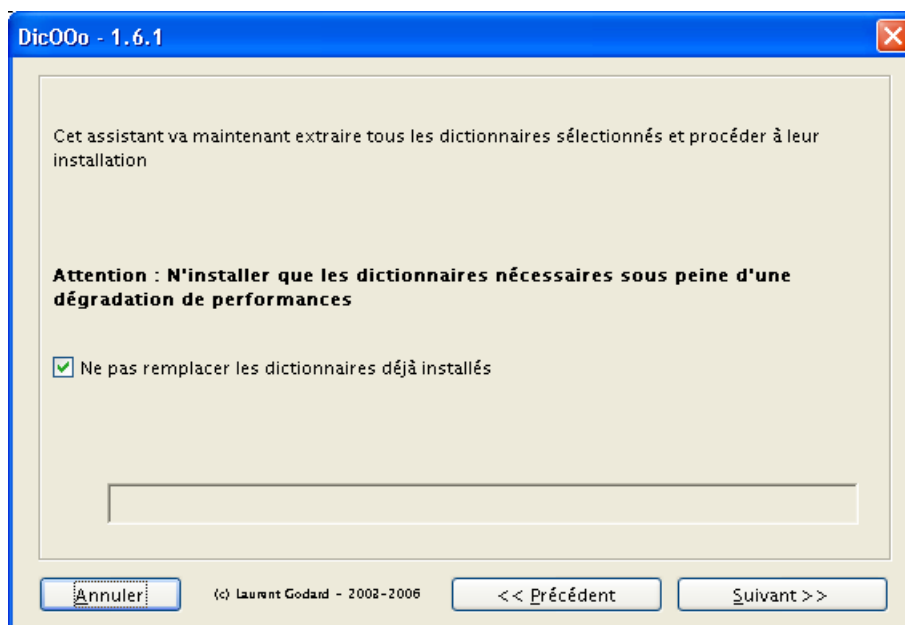 DicOOo - 1.6.1
Cet assistant va maintenant extraire tous les dictionnaires sélectionnés et procéder à leur
installation
Attention : N'installer que les dictionnaires nécessaires sous peine d'une
dégradation de performances
Ne pas remplacer les dictionnaires déjà installés
Annuler
(c) Laurent Godard - 2002-2006
<< Précédent
Suivant >>